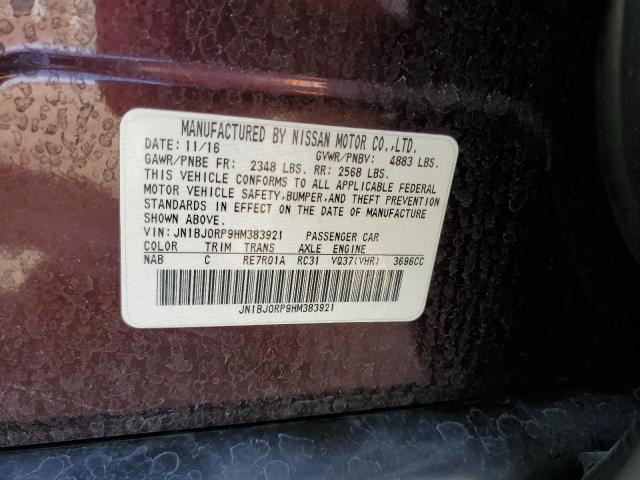 MANUFACTURED BY NISSAN MOTOR CO.,LTD.
DATE: 11/16 GVWR/PNBV: 4883 LBS.
GAWR/PNBE FR: 2348 LBS. RR: 2568 LBS.
THIS VEHICLE CONFORMS TO ALL APPLICABLE FEDERAL
MOTOR VEHICLE SAFETY,BUMPER,AND THEFT PREVENTION
STANDARDS IN EFFECT ON THE DATE OF MANUFACTURE
SHOWN ABOVE.
VIN: JN1BJ0RP9HM383921 PASSENGER CAR
COLOR TRIM TRANS AXLE ENGINE
NAB C RE7R01A RC31 VQ37(VHR) 3696CC
JN1BJ0RP9HM383921